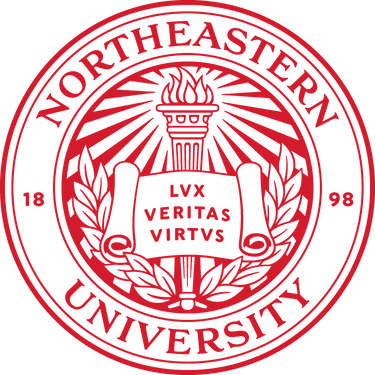 NORTHEASTERN
18 98
LVX
VERITAS
VIRTVS
UNIVERSITY